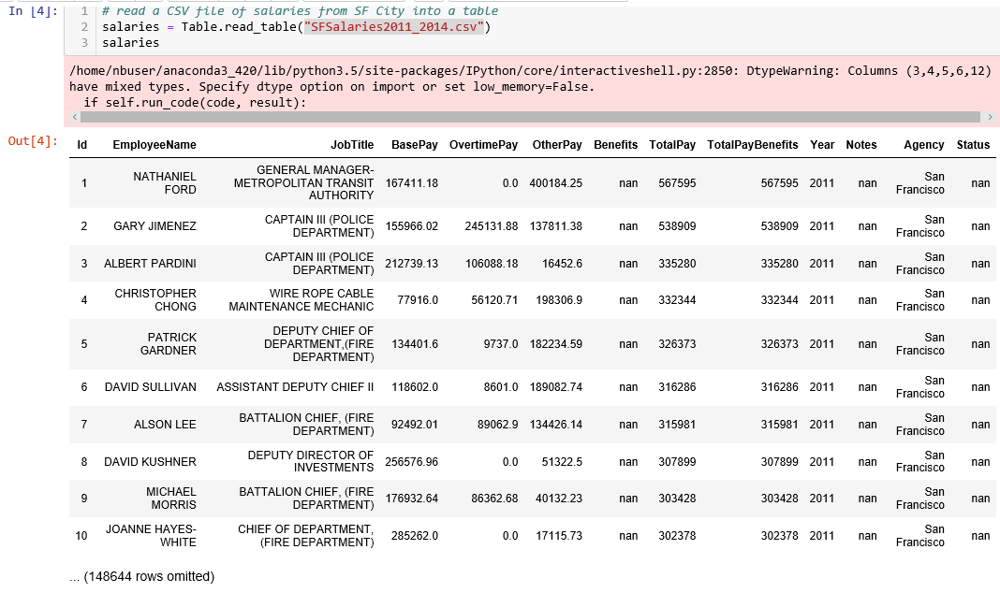 In [4]:
1 # read a CSV file of salaries from SF City into a table
2 salaries = Table.read_table("SFSalaries2011_2014.csv")
3 salaries
/home/nbuser/anaconda3_420/lib/python3.5/site-packages/IPython/core/interactiveshell.py:2850: DtypeWarning: Columns (3,4,5,6,12)
have mixed types. Specify dtype option on import or set low_memory=False.
if self.run_code(code, result):
Out[4]:
Id EmployeeName JobTitle BasePay OvertimePay OtherPay Benefits TotalPay TotalPayBenefits Year Notes Agency Status
1 NATHANIEL FORD GENERAL MANAGER-METROPOLITAN TRANSIT AUTHORITY 167411.18 0.0 400184.25 nan 567595 567595 2011 nan San Francisco nan
2 GARY JIMENEZ CAPTAIN III (POLICE DEPARTMENT) 155966.02 245131.88 137811.38 nan 538909 538909 2011 nan San Francisco nan
3 ALBERT PARDINI CAPTAIN III (POLICE DEPARTMENT) 212739.13 106088.18 16452.6 nan 335280 335280 2011 nan San Francisco nan
4 CHRISTOPHER CHONG WIRE ROPE CABLE MAINTENANCE MECHANIC 77916.0 56120.71 198306.9 nan 332344 332344 2011 nan San Francisco nan
5 PATRICK GARDNER DEPUTY CHIEF OF DEPARTMENT,(FIRE DEPARTMENT) 134401.6 9737.0 182234.59 nan 326373 326373 2011 nan San Francisco nan
6 DAVID SULLIVAN ASSISTANT DEPUTY CHIEF II 118602.0 8601.0 189082.74 nan 316286 316286 2011 nan San Francisco nan
7 ALSON LEE BATTALION CHIEF, (FIRE DEPARTMENT) 92492.01 89062.9 134426.14 nan 315981 315981 2011 nan San Francisco nan
8 DAVID KUSHNER DEPUTY DIRECTOR OF INVESTMENTS 256576.96 0.0 51322.5 nan 307899 307899 2011 nan San Francisco nan
9 MICHAEL MORRIS BATTALION CHIEF, (FIRE DEPARTMENT) 176932.64 86362.68 40132.23 nan 303428 303428 2011 nan San Francisco nan
10 JOANNE HAYES-WHITE CHIEF OF DEPARTMENT, (FIRE DEPARTMENT) 285262.0 0.0 17115.73 nan 302378 302378 2011 nan San Francisco nan
... (148644 rows omitted)